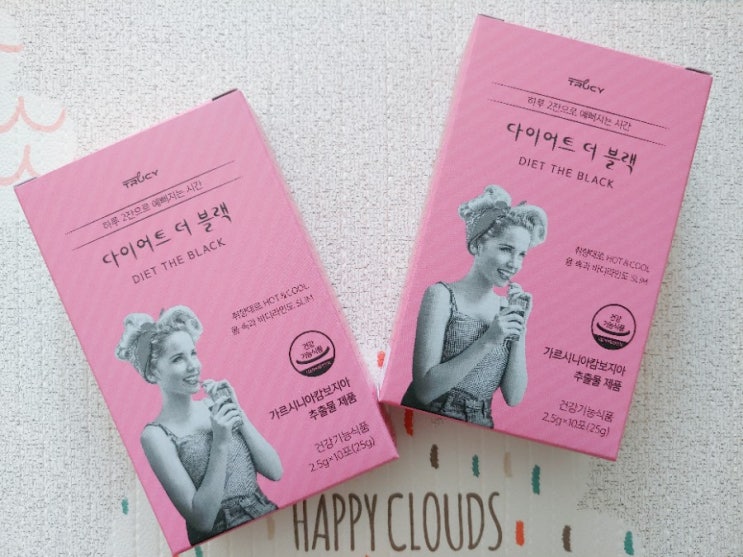 TRUCY
하루 2잔으로 예뻐지는 시간
다이어트 더 블랙
DIET THE BLACK
취향대로 HOT&COOL
몸 속과 바디라인도 SLIM
건강
기능식품
가르시니아캄보지아
추출물 제품
건강기능식품
2.5g×10포(25g)
TRUCY
하루 2잔으로 예뻐지는 시간
다이어트 더 블랙
DIET THE BLACK
취향대로 HOT&COOL
몸 속과 바디라인도 SLIM
건강
기능식품
가르시니아캄보지아
추출물 제품
건강기능식품
2.5g×10포(25g)
HAPPY CLOUDS